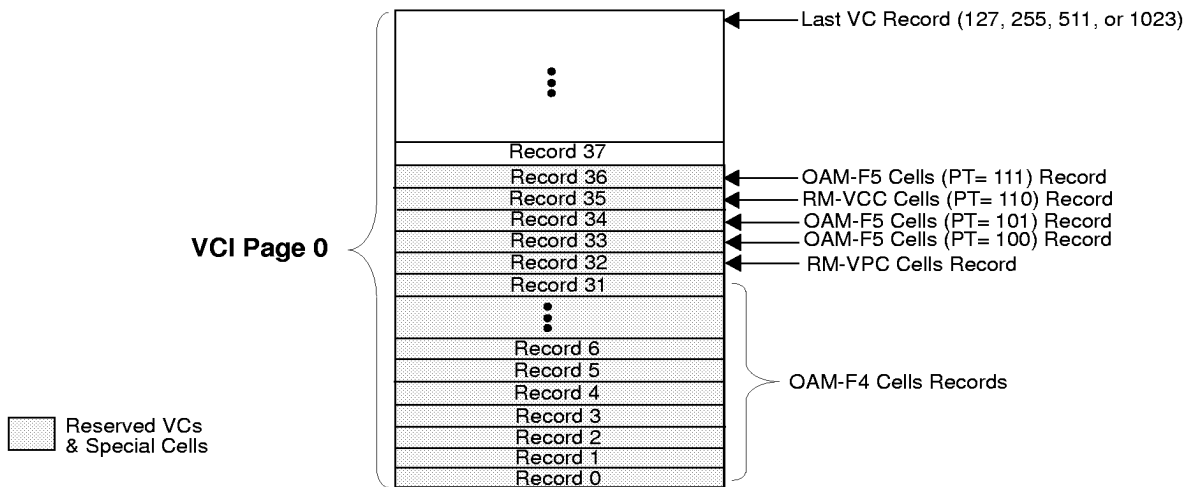 Last VC Record (127, 255, 511, or 1023)
Record 37
Record 36
OAM-F5 Cells (PT= 111) Record
Record 35
RM-VCC Cells (PT= 110) Record
Record 34
OAM-F5 Cells (PT= 101) Record
Record 33
OAM-F5 Cells (PT= 100) Record
VCI Page 0
Record 32
RM-VPC Cells Record
Record 31
Record 6
Record 5
OAM-F4 Cells Records
Record 4
Record 3
Record 2
Record 1
Record 0
Reserved VCs
& Special Cells